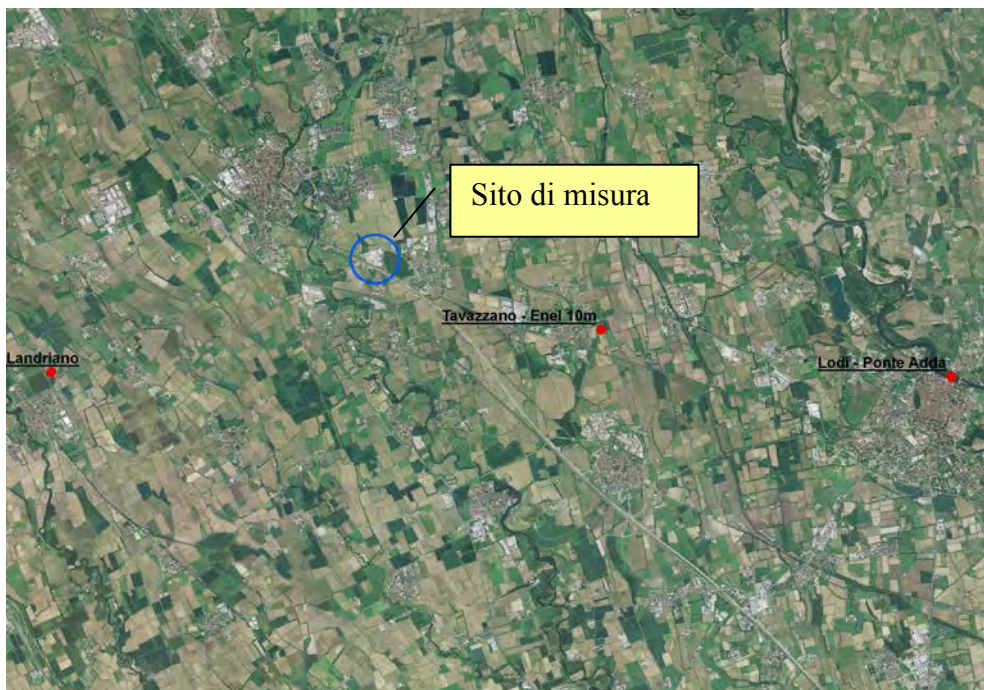 Sito di misura
Tavazzano - Enel 10m
Landriano
Lodi - Ponte Adda